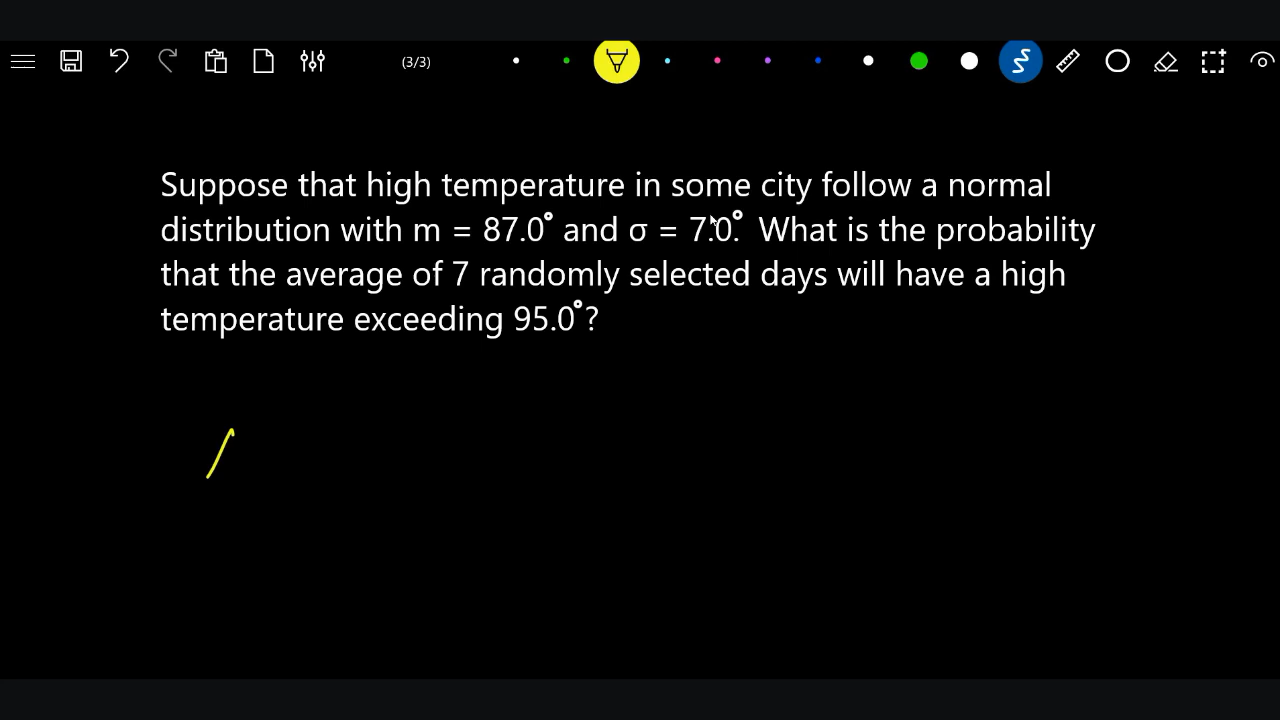 (3/3)
Suppose that high temperature in some city follow a normal
distribution with m = 87.0° and σ = 7.0°. What is the probability
that the average of 7 randomly selected days will have a high
temperature exceeding 95.0°?